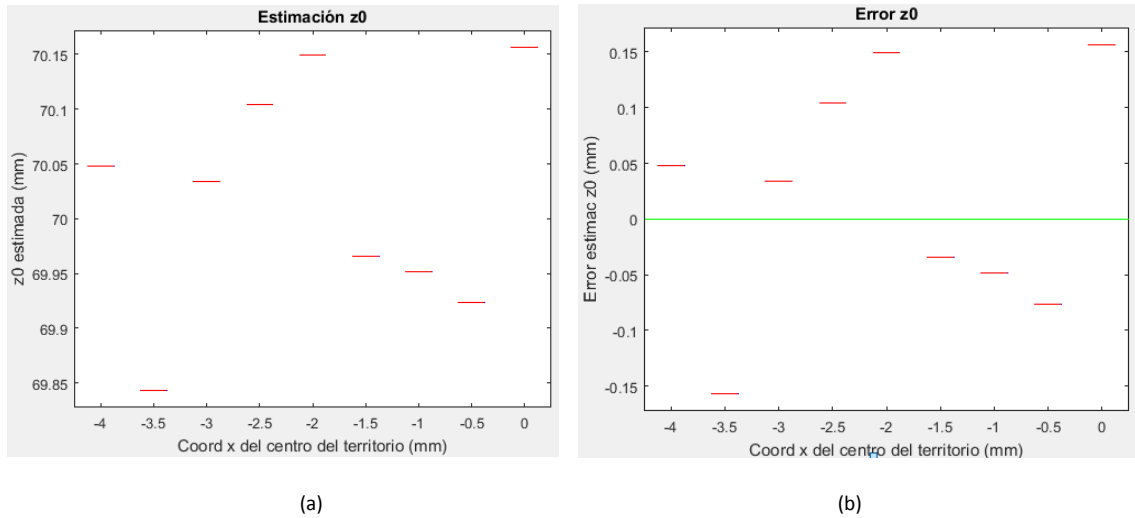 Estimación z0
70.15
70.1
70.05
70
69.95
69.9
69.85
z0 estimada (mm)
-4 -3.5 -3 -2.5 -2 -1.5 -1 -0.5 0
Coord x del centro del territorio (mm)
(a)
Error z0
0.15
0.1
0.05
0
-0.05
-0.1
-0.15
Error estimac z0 (mm)
-4 -3.5 -3 -2.5 -2 -1.5 -1 -0.5 0
Coord x del centro del territorio (mm)
(b)